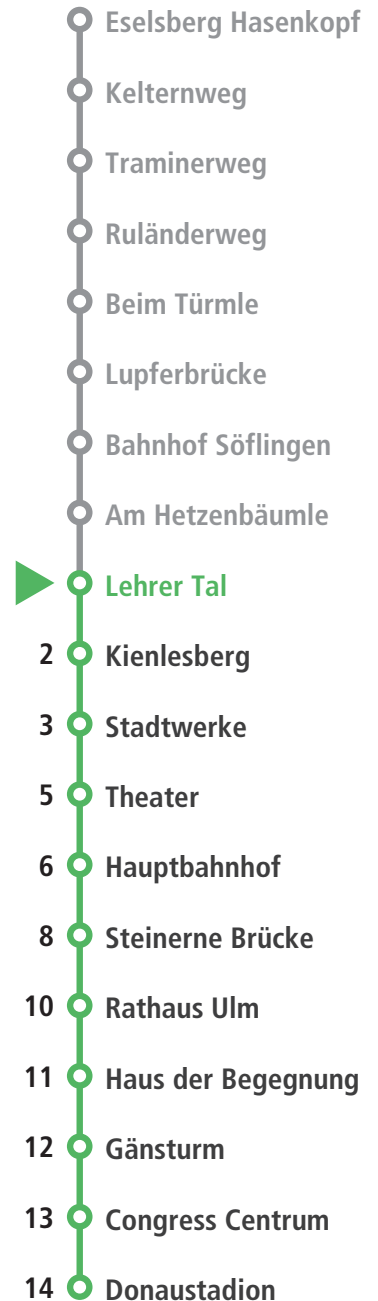 Eselsberg Hasenkopf
Kelternweg
Traminerweg
Ruländerweg
Beim Türmle
Lupferbrücke
Bahnhof Söflingen
Am Hetzenbäumle
Lehrer Tal
2 Kienlesberg
3 Stadtwerke
5 Theater
6 Hauptbahnhof
8 Steinerne Brücke
10 Rathaus Ulm
11 Haus der Begegnung
12 Gänsturm
13 Congress Centrum
14 Donaustadion